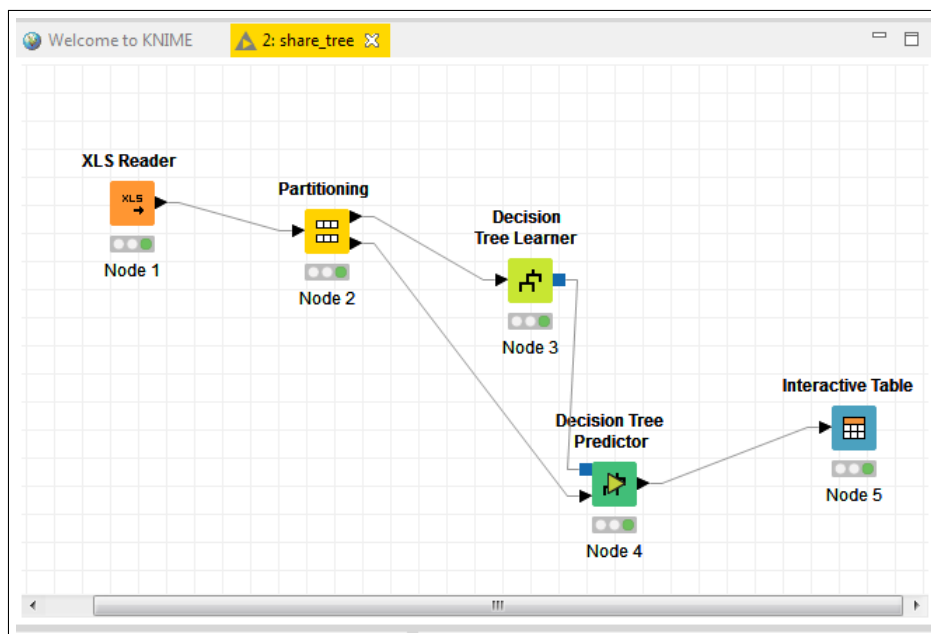 Welcome to KNIME
2: share_tree
XLS Reader
XLS
Node 1
Partitioning
Node 2
Decision
Tree Learner
Node 3
Decision Tree
Predictor
Node 4
Interactive Table
Node 5